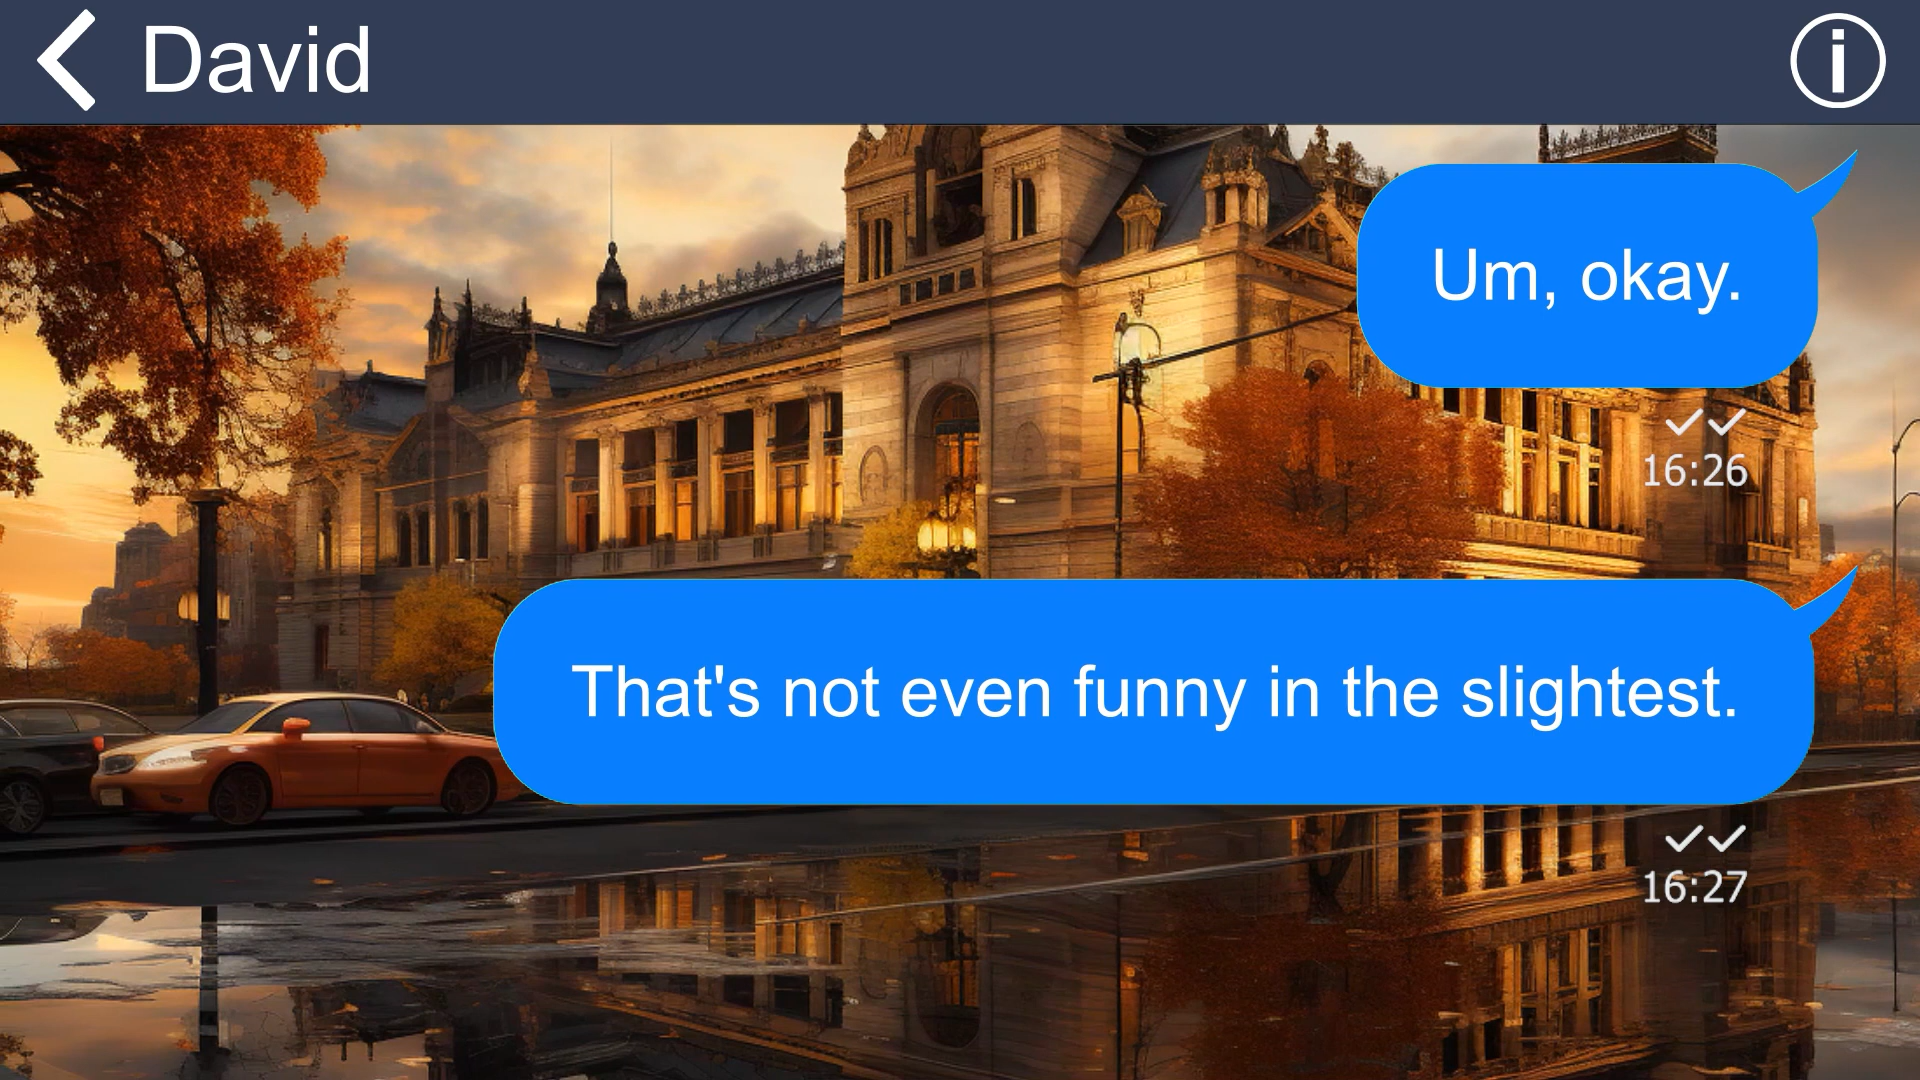 David
Um, okay.
16:26
That's not even funny in the slightest.
16:27